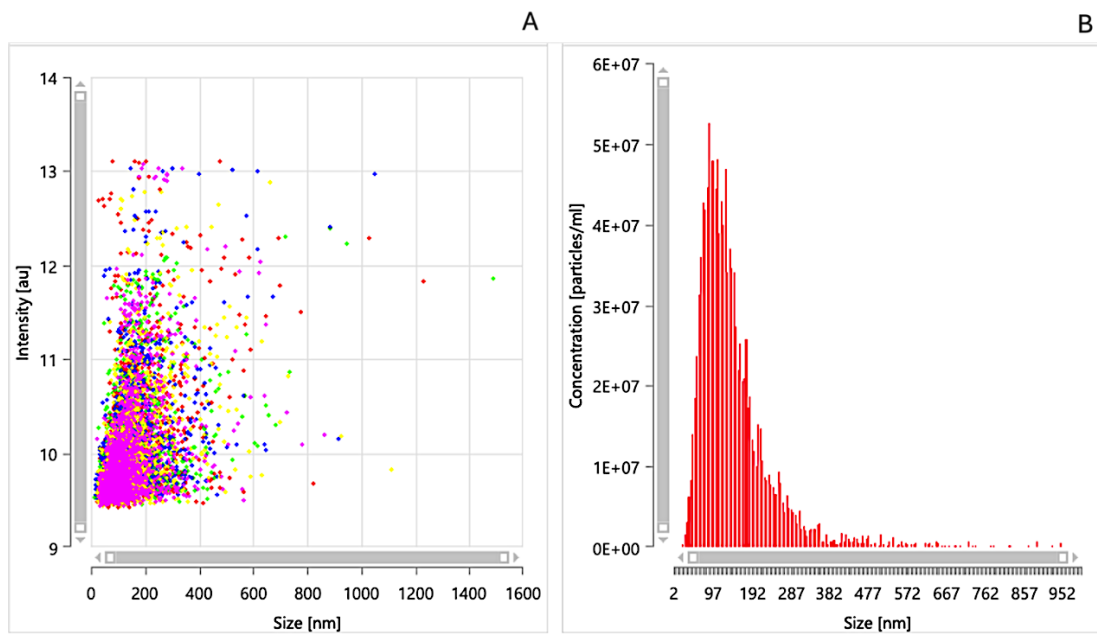 A
B
14
13
12
11
10
9
Intensity [au]
0 200 400 600 800 1000 1200 1400 1600
Size [nm]
6E+07
5E+07
4E+07
3E+07
2E+07
1E+07
0E+00
Concentration [particles/ml]
2 97 192 287 382 477 572 667 762 857 952
Size [nm]